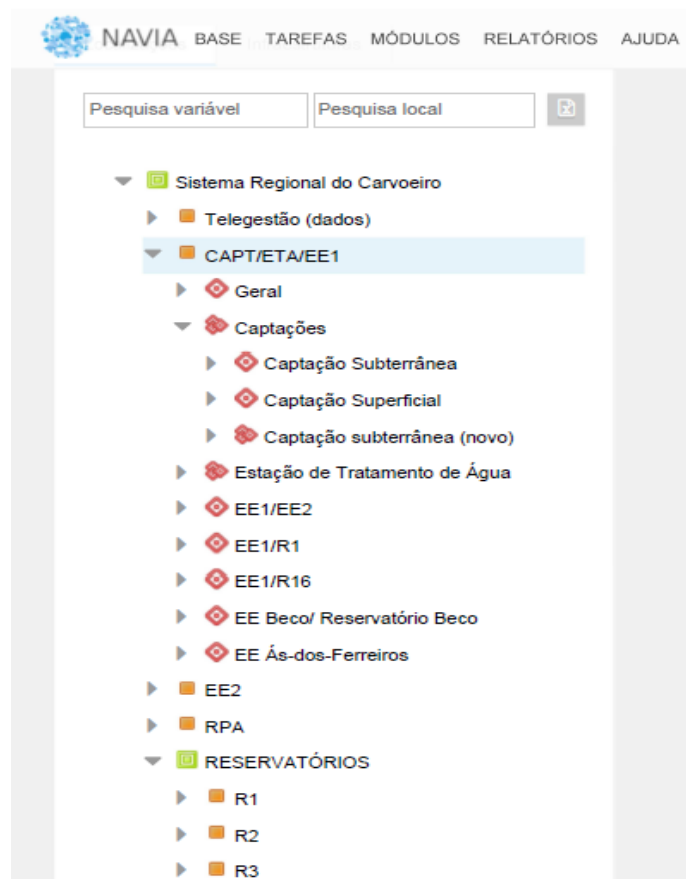 NAVIA BASE TAREFAS MÓDULOS RELATÓRIOS AJUDA
Pesquisa variável Pesquisa local
Sistema Regional do Carvoeiro
Telegestão (dados)
CAPT/ETA/EE1
Geral
Captações
Captação Subterrânea
Captação Superficial
Captação subterrânea (novo)
Estação de Tratamento de Água
EE1/EE2
EE1/R1
EE1/R16
EE Beco/ Reservatório Beco
EE Ás-dos-Ferreiros
EE2
RPA
RESERVATÓRIOS
R1
R2
R3